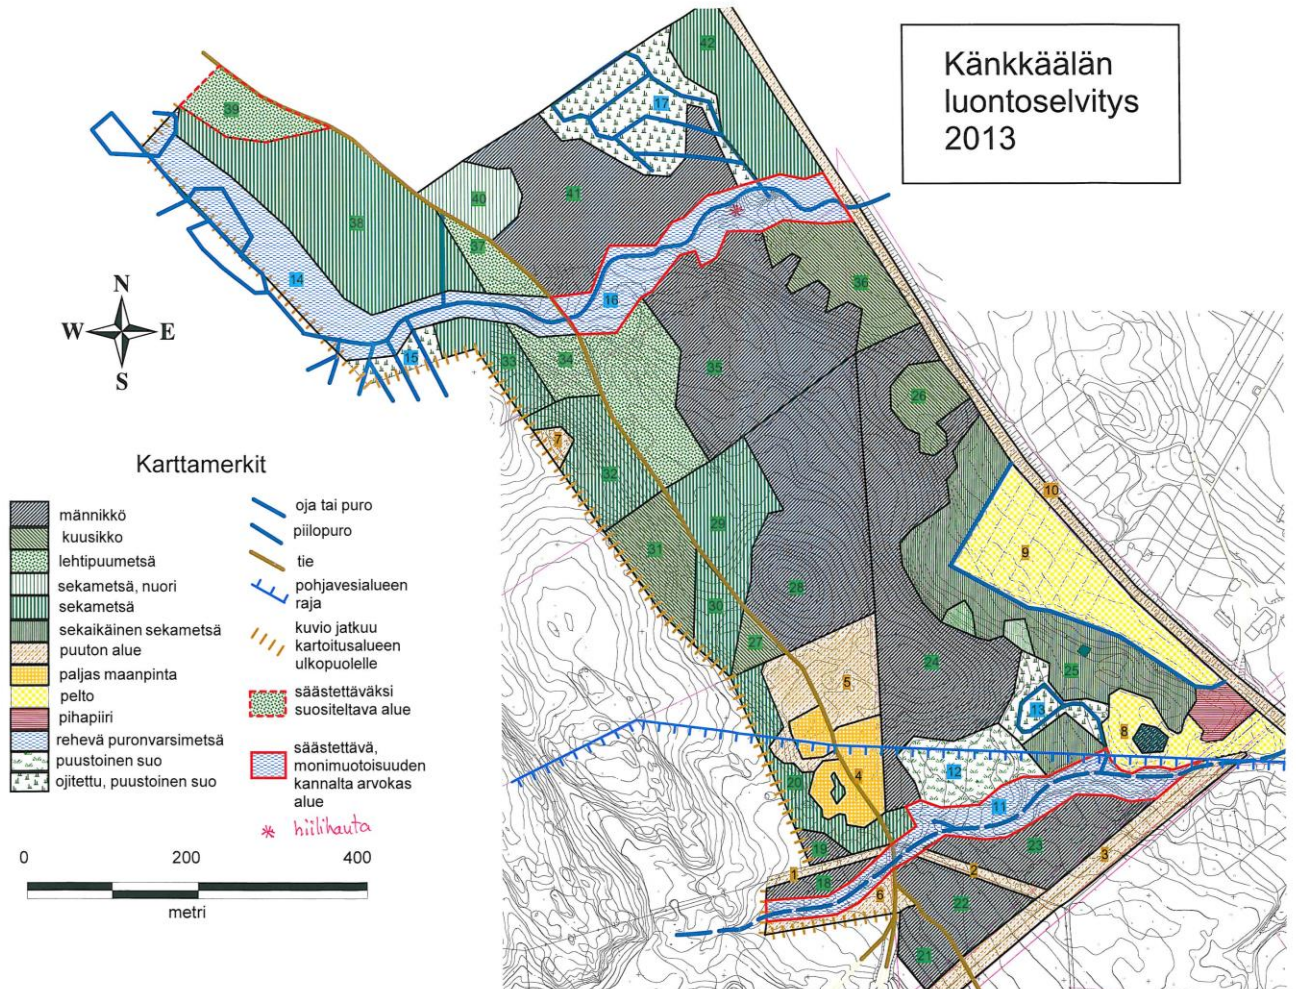 Känkkäälän
luontoselvitys
2013
42
39
17
40
41
38
37
36
14
16
15
33
34
35
26
7
32
10
29
9
31
28
30
27
24
25
5
13
8
12
4
20
11
19
23
1
3
18
2
6
22
21
N
W E
S
Karttamerkit
männikkö
kuusikko
lehtipuumetsä
sekametsä, nuori
sekametsä
sekaikäinen sekametsä
puuton alue
paljas maanpinta
pelto
pihapiiri
rehevä puronvarsimetsä
puustoinen suo
ojitettu, puustoinen suo
oja tai puro
piilopuro
tie
pohjavesialueen
raja
kuvio jatkuu
kartoitusalueen
ulkopuolelle
säästettäväksi
suositeltava alue
säästettävä,
monimuotoisuuden
kannalta arvokas
alue
hiilihauta
0 200 400
metri